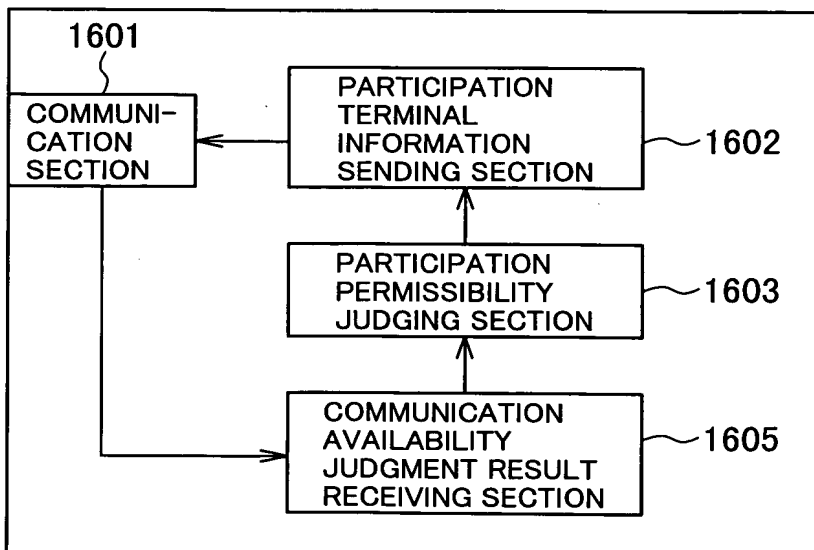 1601
COMMUNI-
CATION
SECTION
PARTICIPATION
TERMINAL
INFORMATION
SENDING SECTION
1602
PARTICIPATION
PERMISSIBILITY
JUDGING SECTION
1603
COMMUNICATION
AVAILABILITY
JUDGMENT RESULT
RECEIVING SECTION
1605